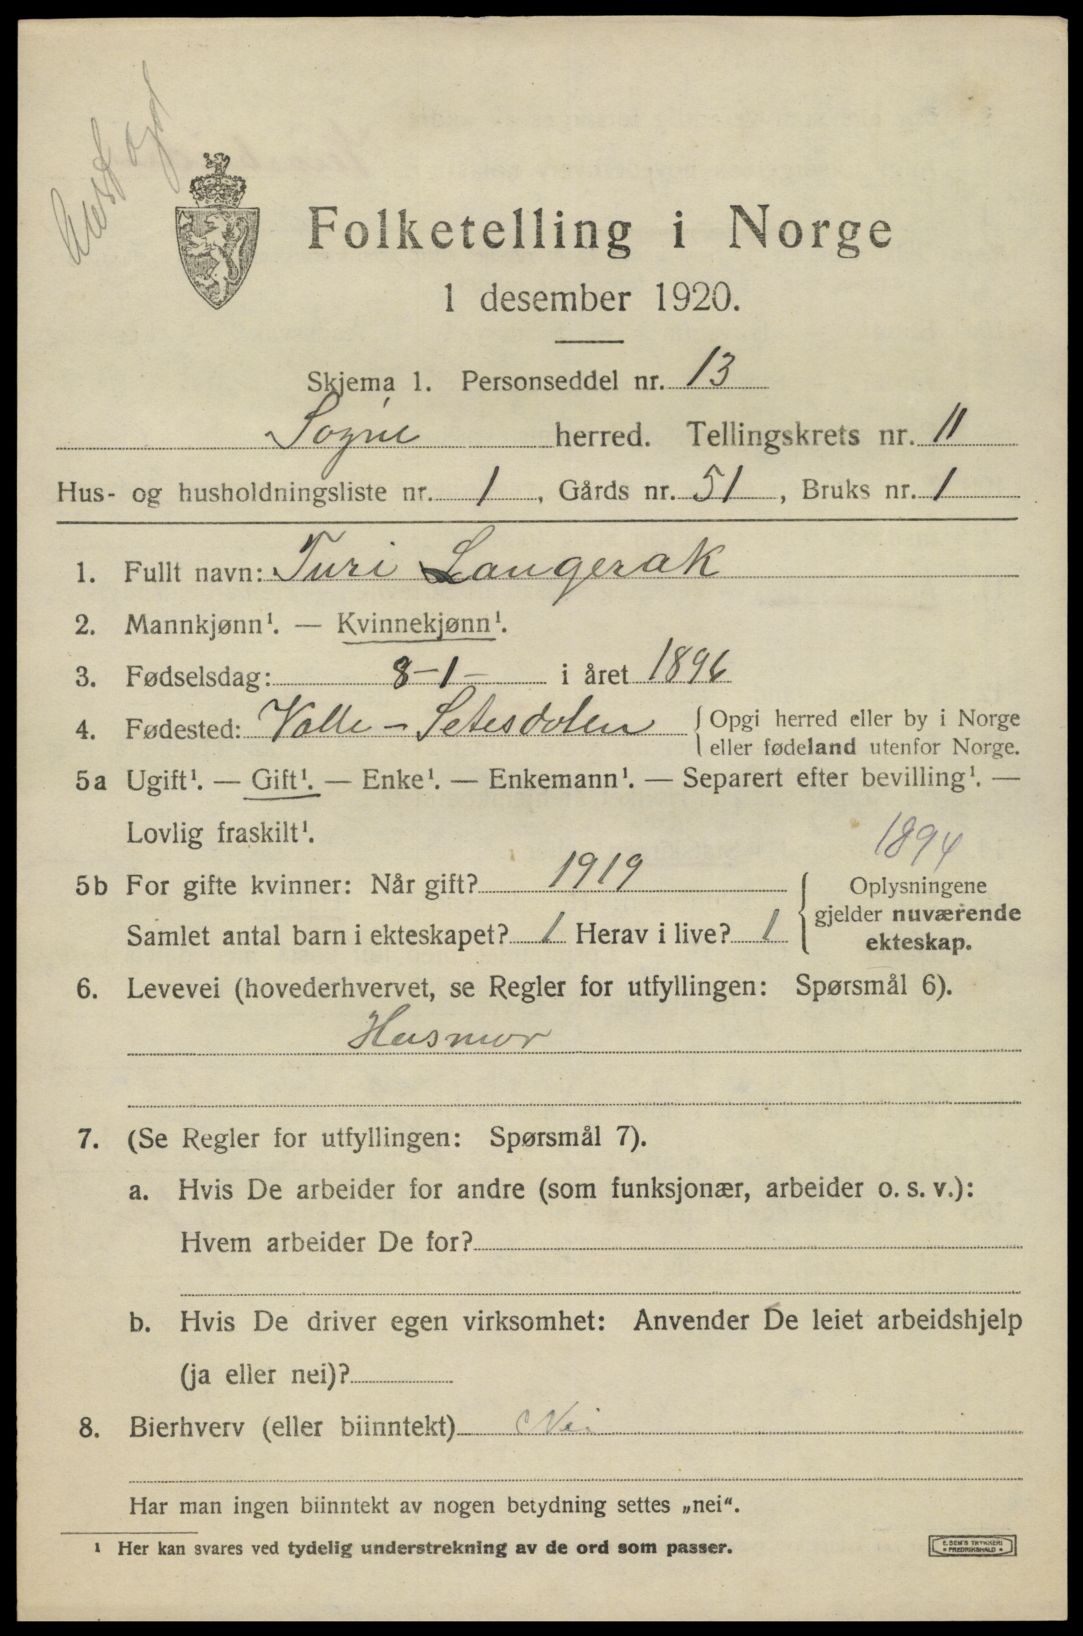 Aust Agd
Folketelling i Norge
1 desember 1920.
Skjema 1. Personseddel nr. 13
Søgne herred. Tellingskrets nr. 11
Hus- og husholdningsliste nr. 1, Gårds nr. 51, Bruks nr. 1
1. Fullt navn: Turi Langerak
2. Mannkjønn¹. — Kvinnekjønn¹.
3. Fødselsdag: 8-1- i året 1896
4. Fødested: Valle - Setesdalen { Opgi herred eller by i Norge
eller fødeland utenfor Norge.
5a Ugift¹. — Gift¹. — Enke¹. — Enkemann¹. — Separert efter bevilling¹. —
Lovlig fraskilt¹.
1894
5b For gifte kvinner: Når gift? 1919
Samlet antal barn i ekteskapet? 1 Herav i live? 1
{ Oplysningene
gjelder nuværende
ekteskap.
6. Levevei (hovederhvervet, se Regler for utfyllingen: Spørsmål 6).
Husmor
7. (Se Regler for utfyllingen: Spørsmål 7).
a. Hvis De arbeider for andre (som funksjonær, arbeider o. s. v.):
Hvem arbeider De for?
b. Hvis De driver egen virksomhet: Anvender De leiet arbeidshjelp
(ja eller nei)?
8. Bierhverv (eller biinntekt) Nei
Har man ingen biinntekt av nogen betydning settes „nei“.
¹ Her kan svares ved tydelig understrekning av de ord som passer.
E. SEM'S TRYKKERI
FREDRIKSHALD